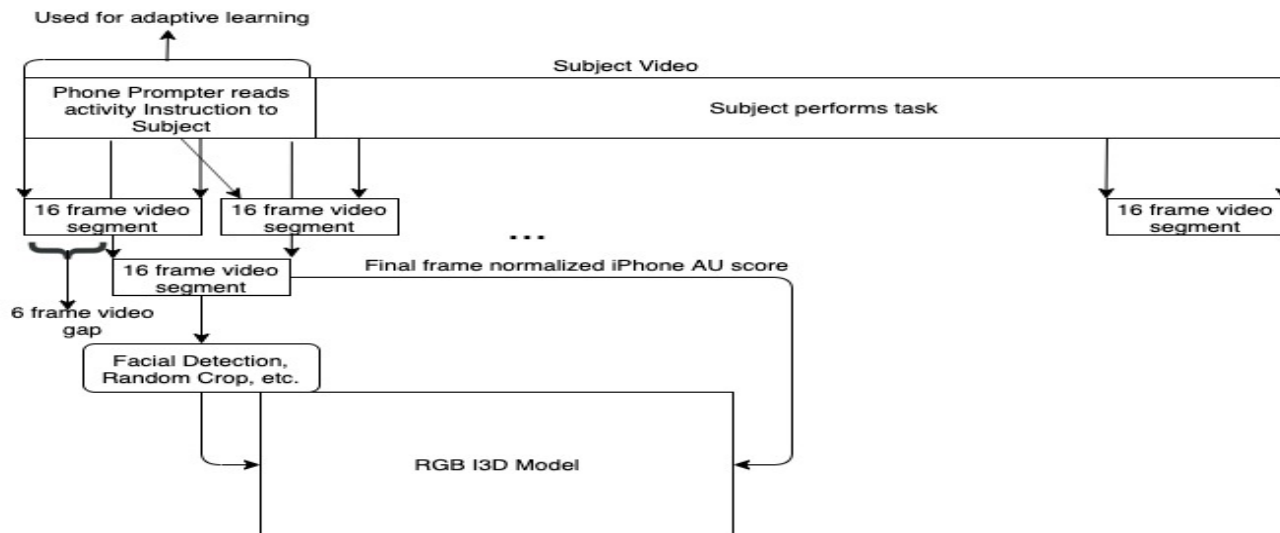 Used for adaptive learning
Subject Video
Phone Prompter reads
activity Instruction to
Subject
Subject performs task
16 frame video
segment
16 frame video
segment
16 frame video
segment
...
16 frame video
segment
Final frame normalized iPhone AU score
6 frame video
gap
Facial Detection,
Random Crop, etc.
RGB I3D Model